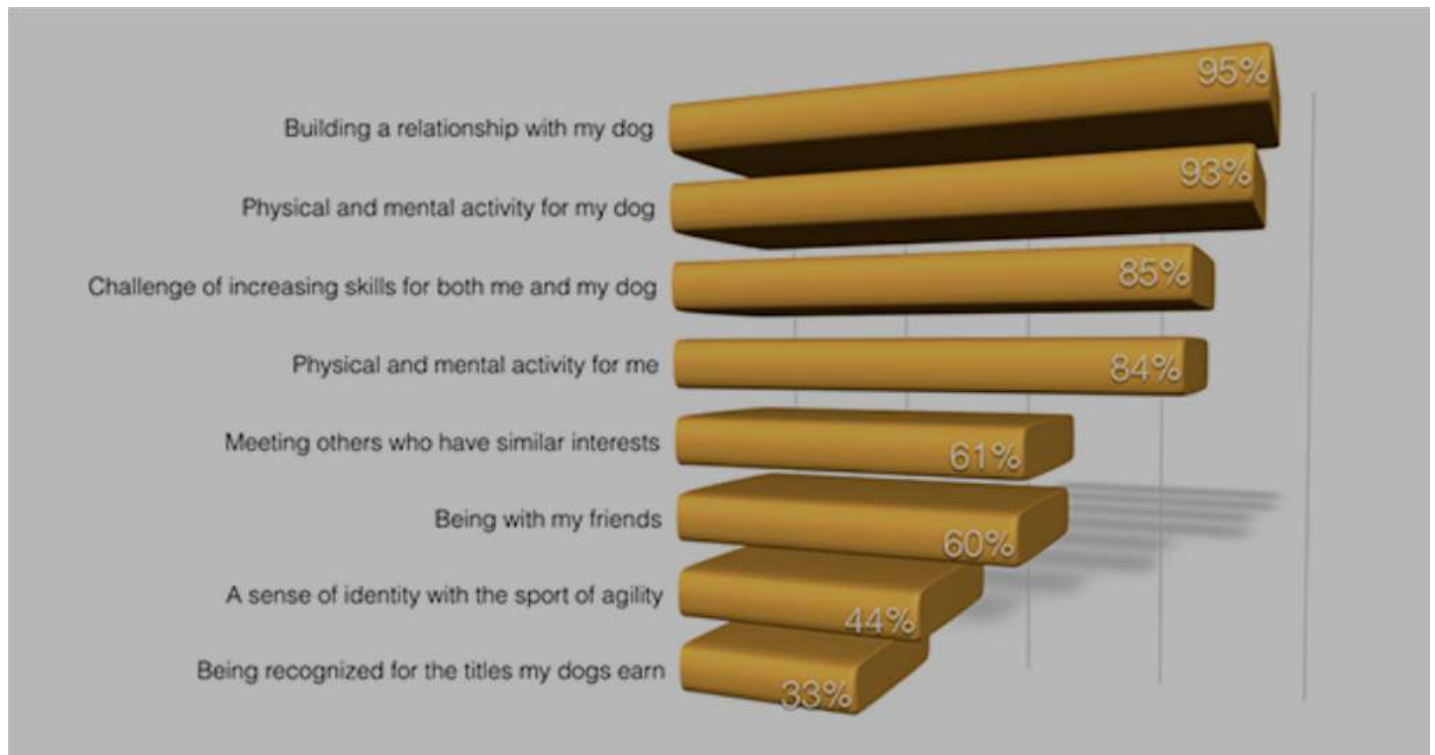 Building a relationship with my dog 95%
Physical and mental activity for my dog 93%
Challenge of increasing skills for both me and my dog 85%
Physical and mental activity for me 84%
Meeting others who have similar interests 61%
Being with my friends 60%
A sense of identity with the sport of agility 44%
Being recognized for the titles my dogs earn 33%